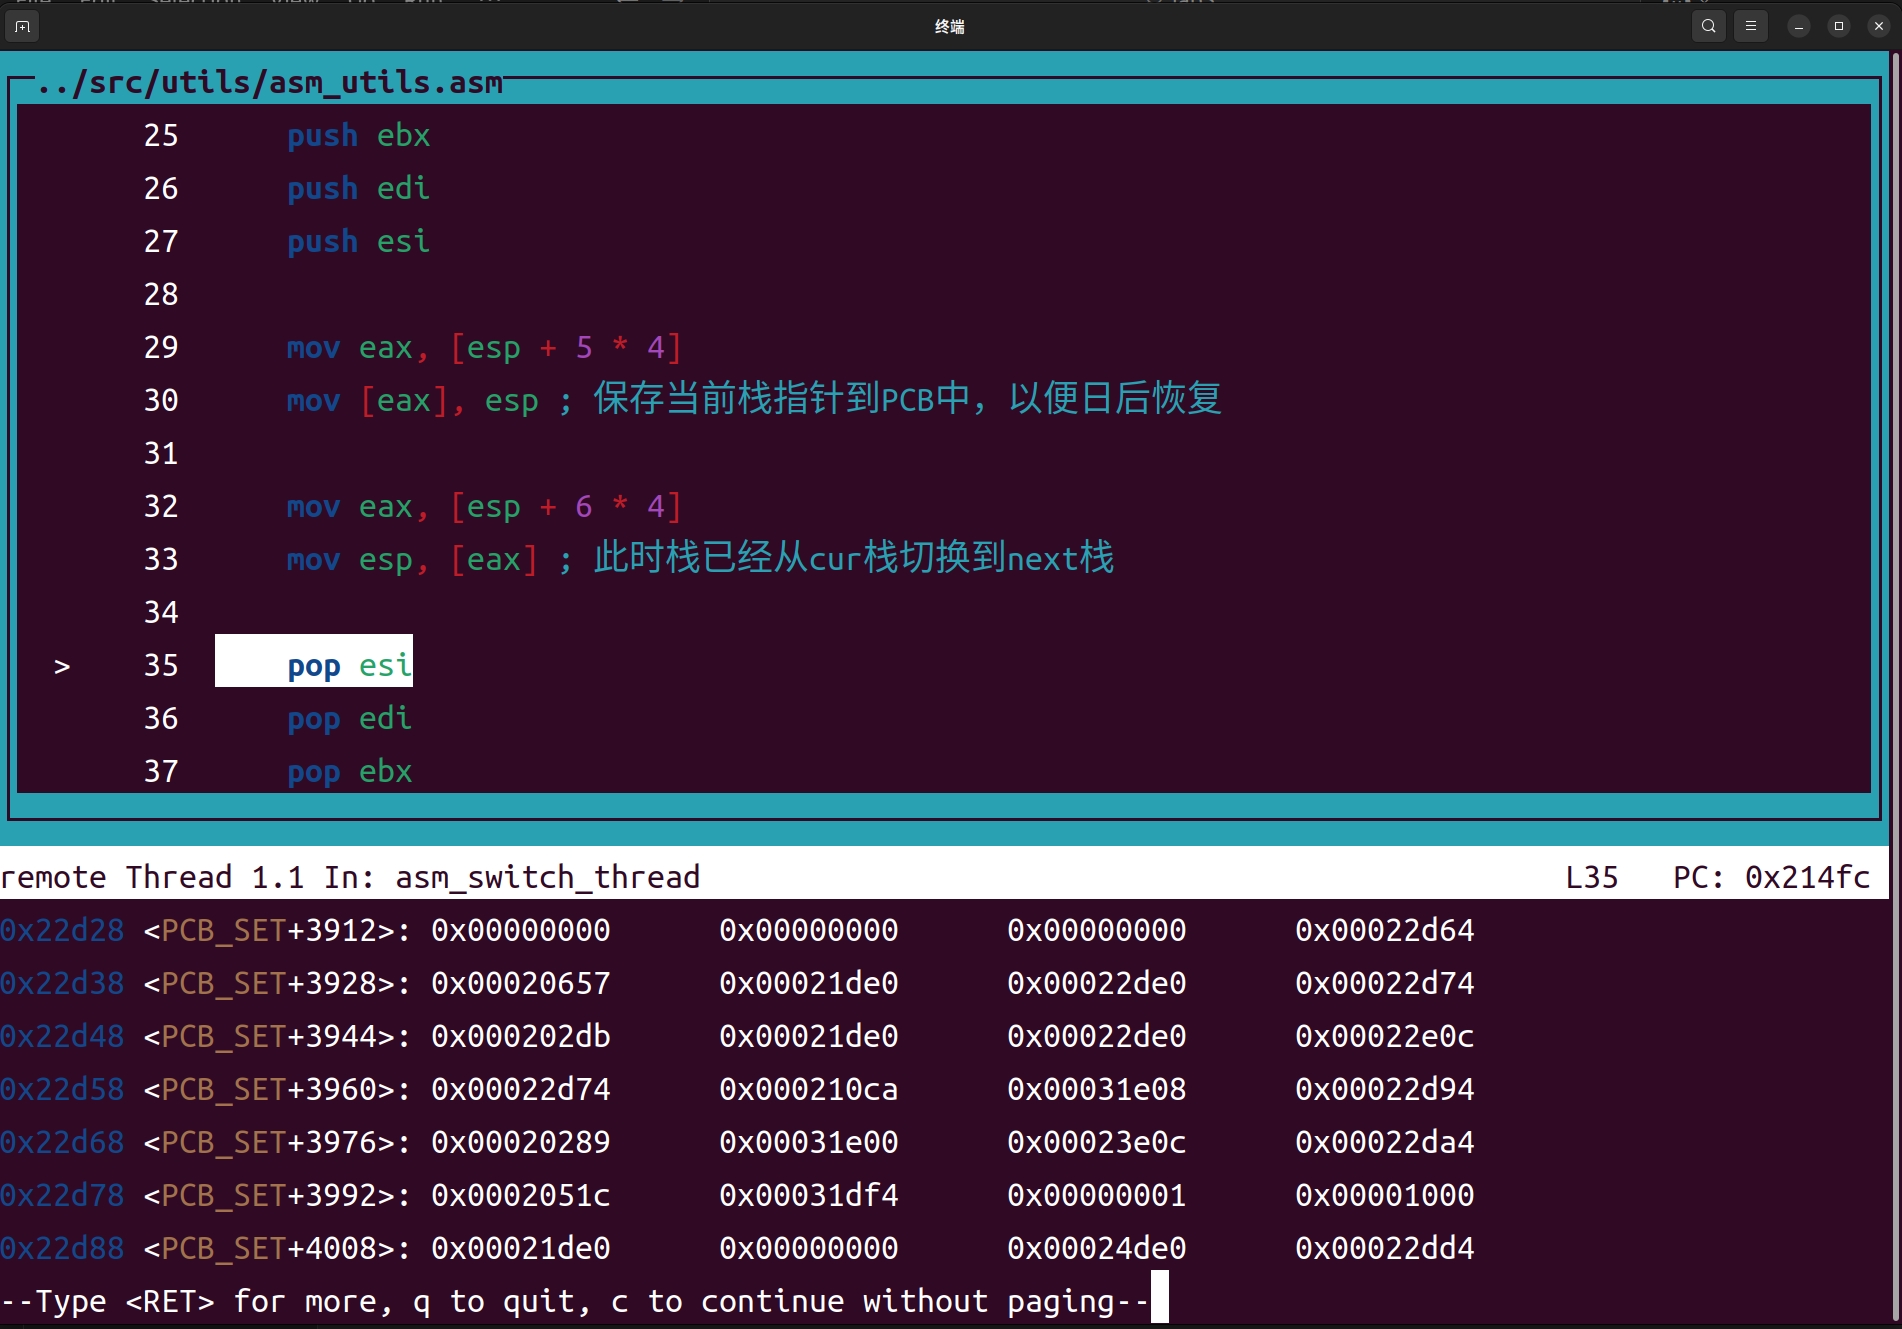 终端
../src/utils/asm_utils.asm
25 push ebx
26 push edi
27 push esi
28
29 mov eax, [esp + 5 * 4]
30 mov [eax], esp ; 保存当前栈指针到PCB中，以便日后恢复
31
32 mov eax, [esp + 6 * 4]
33 mov esp, [eax] ; 此时栈已经从cur栈切换到next栈
34
> 35 pop esi
36 pop edi
37 pop ebx
remote Thread 1.1 In: asm_switch_thread L35 PC: 0x214fc
0x22d28 <PCB_SET+3912>: 0x00000000 0x00000000 0x00000000 0x00022d64
0x22d38 <PCB_SET+3928>: 0x00020657 0x00021de0 0x00022de0 0x00022d74
0x22d48 <PCB_SET+3944>: 0x000202db 0x00021de0 0x00022de0 0x00022e0c
0x22d58 <PCB_SET+3960>: 0x00022d74 0x000210ca 0x00031e08 0x00022d94
0x22d68 <PCB_SET+3976>: 0x00020289 0x00031e00 0x00023e0c 0x00022da4
0x22d78 <PCB_SET+3992>: 0x0002051c 0x00031df4 0x00000001 0x00001000
0x22d88 <PCB_SET+4008>: 0x00021de0 0x00000000 0x00024de0 0x00022dd4
--Type <RET> for more, q to quit, c to continue without paging--